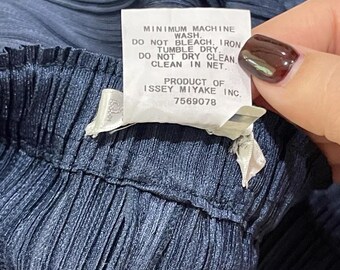 MINIMUM MACHINE
WASH.
DO NOT BLEACH, IRON
TUMBLE DRY.
DO NOT DRY CLEAN
CLEAN IN NET.
PRODUCT OF
ISSEY MIYAKE INC.
7569078